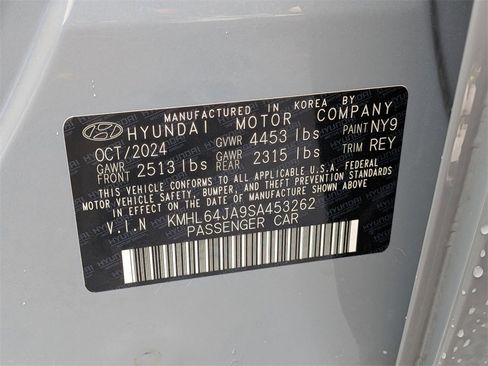 MANUFACTURED IN KOREA BY
HYUNDAI MOTOR COMPANY
OCT/2024 GVWR 4453 lbs PAINT NY9
GAWR FRONT 2513 lbs GAWR REAR 2315 lbs TRIM REY
THIS VEHICLE CONFORMS TO ALL APPLICABLE U.S.A. FEDERAL
MOTOR VEHICLE SAFETY, BUMPER, AND THEFT PREVENTION STANDARDS
IN EFFECT ON THE DATE OF MANUFACTURE SHOWN ABOVE.
V.I.N KMHL64JA9SA453262
PASSENGER CAR